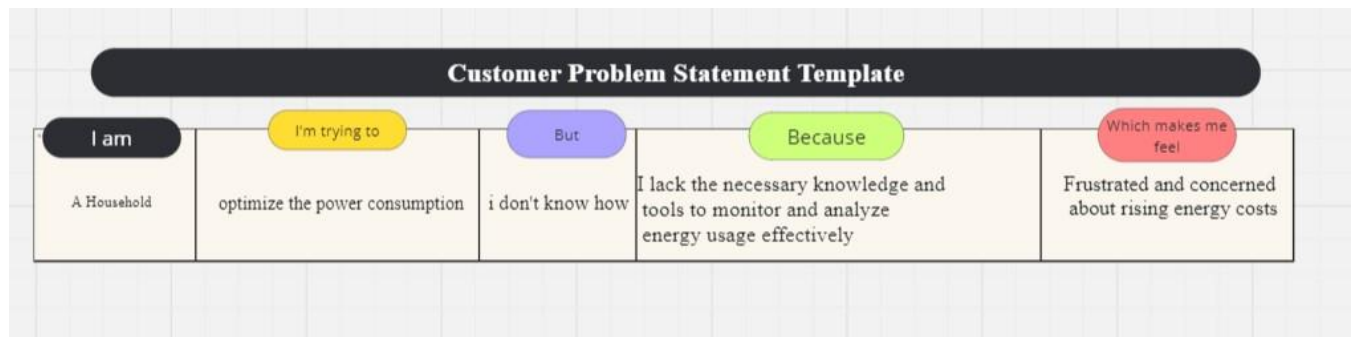 Customer Problem Statement Template
I am
I'm trying to
But
Because
Which makes me
feel
A Household
optimize the power consumption
i don't know how
I lack the necessary knowledge and
tools to monitor and analyze
energy usage effectively
Frustrated and concerned
about rising energy costs